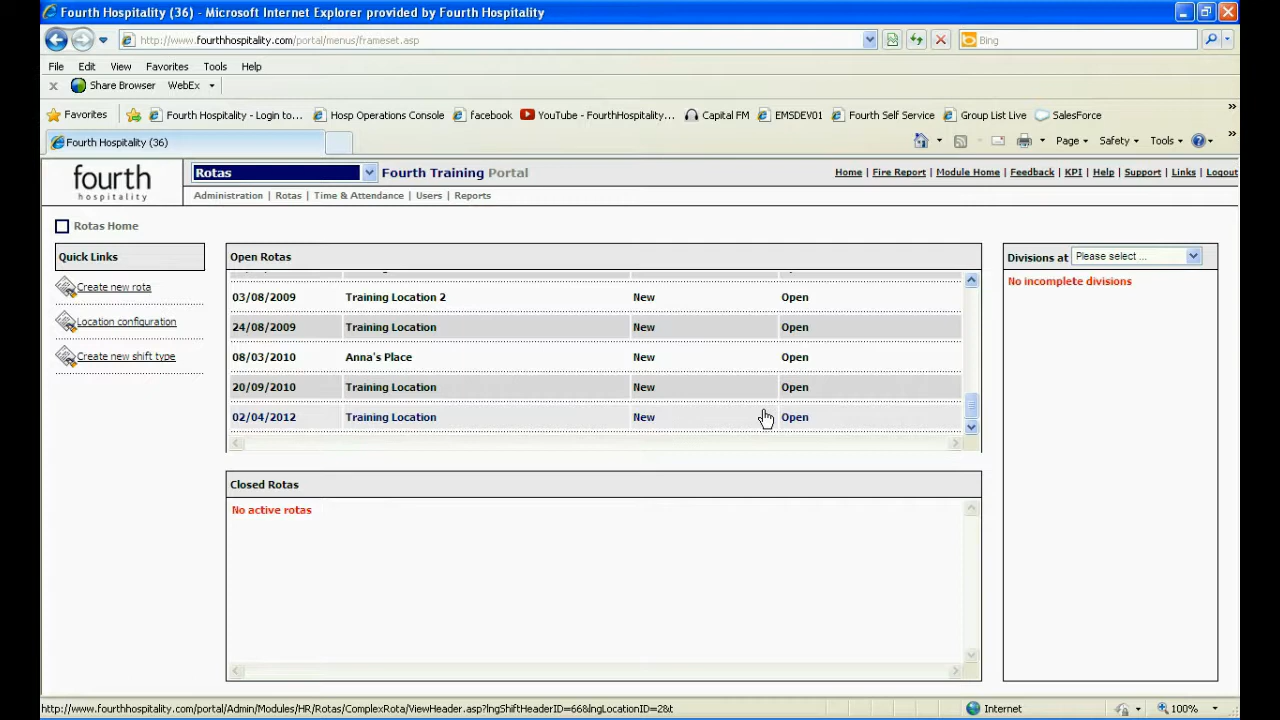 Fourth Hospitality (36) - Microsoft Internet Explorer provided by Fourth Hospitality
http://www.fourthhospitality.com/portal/menus/frameset.asp
Bing
File Edit View Favorites Tools Help
x Share Browser WebEx
Favorites Fourth Hospitality - Login to... Hosp Operations Console facebook YouTube - FourthHospitality... Capital FM EMSDEV01 Fourth Self Service Group List Live SalesForce
Fourth Hospitality (36) Page Safety Tools
fourth
hospitality
Rotas Fourth Training Portal Home | Fire Report | Module Home | Feedback | KPI | Help | Support | Links | Logout
Administration | Rotas | Time & Attendance | Users | Reports
Rotas Home
Quick Links
Create new rota
Location configuration
Create new shift type
Open Rotas
03/08/2009 Training Location 2 New Open
24/08/2009 Training Location New Open
08/03/2010 Anna's Place New Open
20/09/2010 Training Location New Open
02/04/2012 Training Location New Open
Closed Rotas
No active rotas
Divisions at Please select ...
No incomplete divisions
http://www.fourthhospitality.com/portal/Admin/Modules/HR/Rotas/ComplexRota/ViewHeader.asp?lngShiftHeaderID=66&lngLocationID=2&t Internet 100%